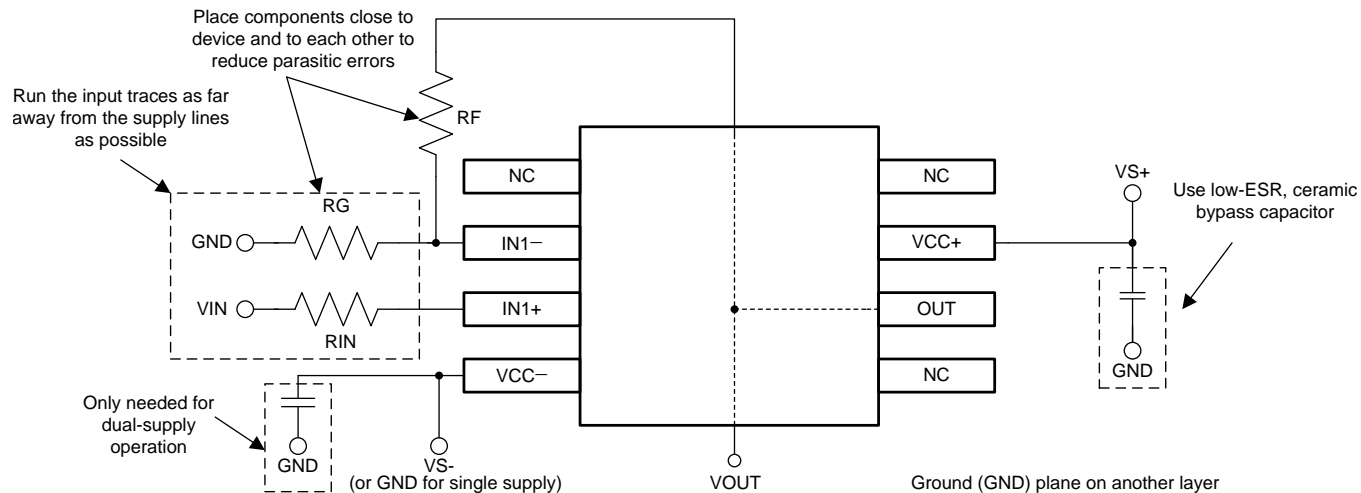 Place components close to
device and to each other to
reduce parasitic errors
Run the input traces as far
away from the supply lines
as possible
RF
NC
NC
VS+
Use low-ESR, ceramic
bypass capacitor
RG
GND
IN1−
VCC+
VIN
IN1+
OUT
RIN
GND
VCC−
NC
Only needed for
dual-supply
operation
GND
VS-
(or GND for single supply)
VOUT
Ground (GND) plane on another layer